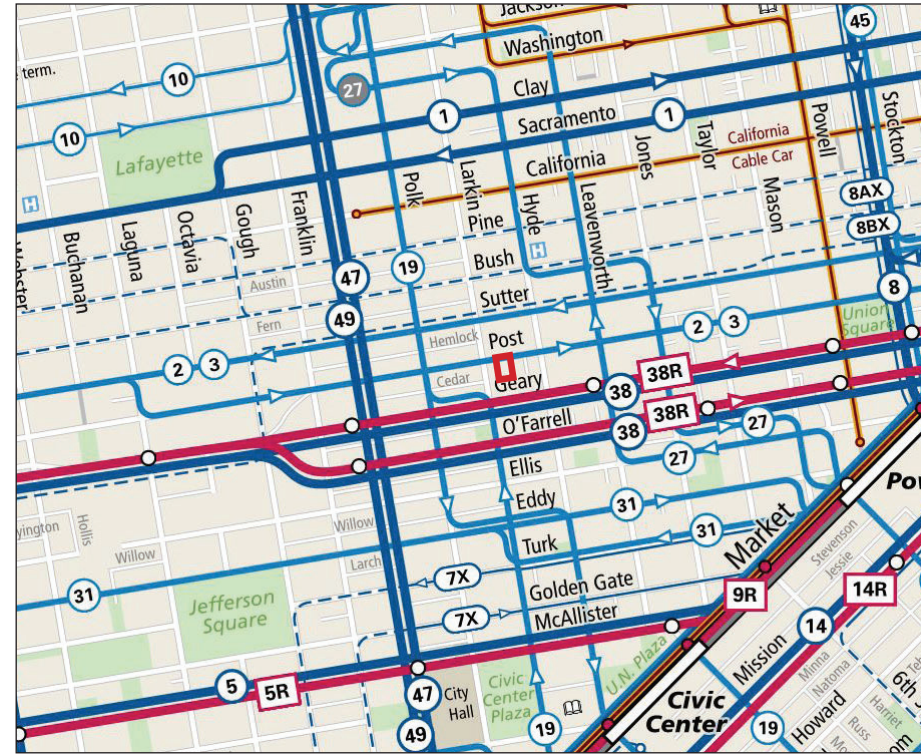 Jackson
45
Washington
term.
10
27
Clay
1
Sacramento
1
Stockton
Powell
10
Jones
Taylor
California
Cable Car
Lafayette
California
Larkin
Polk
Hyde
Leavenworth
Mason
Franklin
Gough
Octavia
Laguna
Buchanan
Webster
H
Pine
8AX
8BX
H
Bush
19
47
Austin
Sutter
8
49
Fern
Hemlock
Post
2
3
Union
Square
2
3
Cedar
Geary
38R
38
38R
O'Farrell
38
27
27
Ellis
Eddy
31
Market
Pow
Hollis
Willow
31
Willow
Turk
Larch
Stevenson
Jessie
7X
Golden Gate
9R
14R
31
Jefferson
Square
7X
McAllister
14
5
5R
U.N. Plaza
Mission
Minna
Natoma
6th
47
City
Hall
Civic
Center
Plaza
Civic
Center
Howard
Russ
Harriet
49
19
19